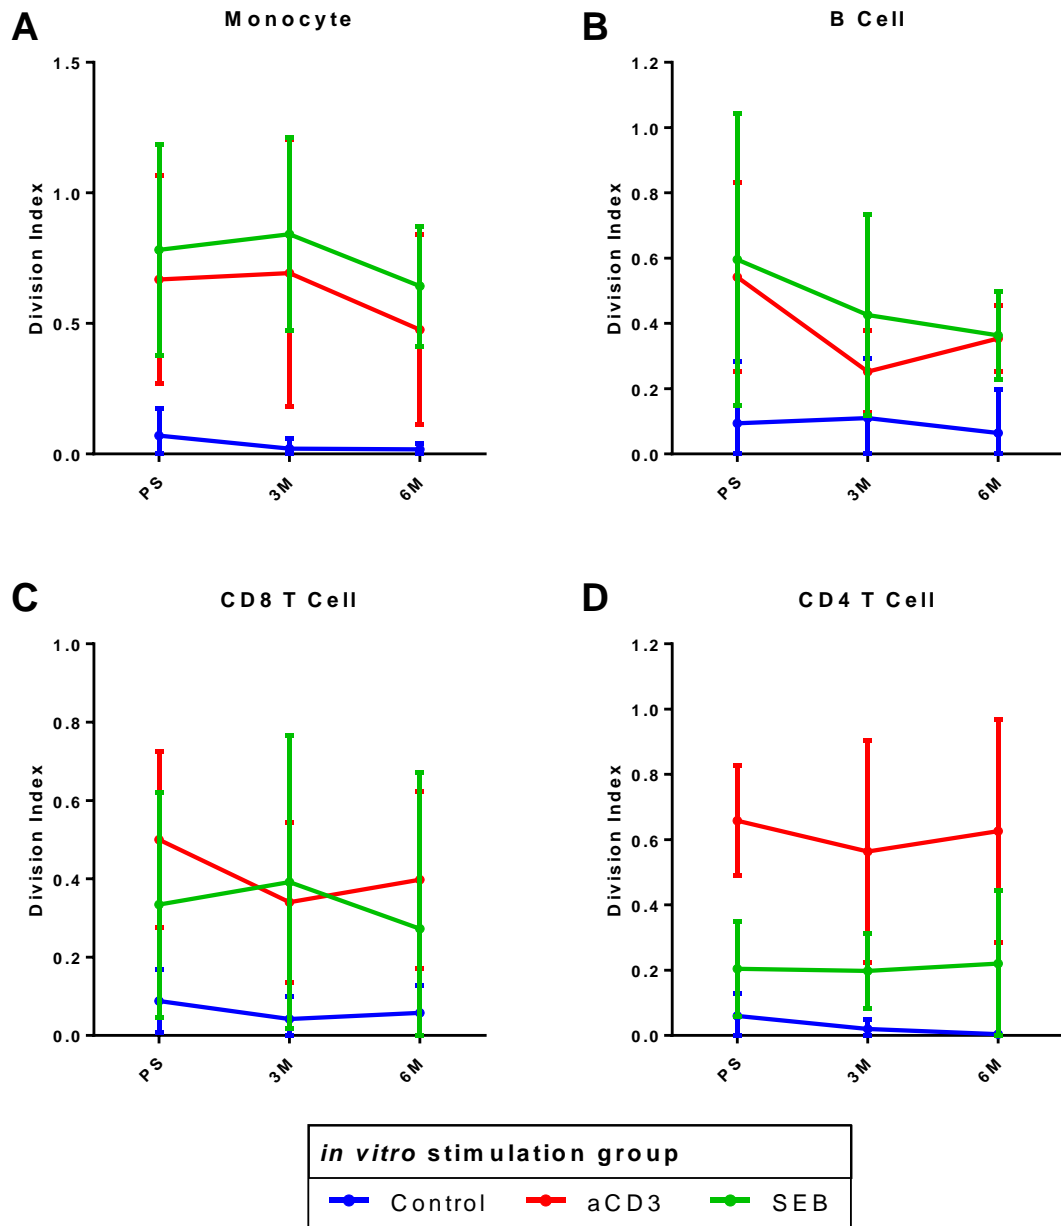 A
Monocyte
Division Index
1.5
1.0
0.5
0.0
PS
3M
6M
B
B Cell
Division Index
1.2
1.0
0.8
0.6
0.4
0.2
0.0
PS
3M
6M
C
CD8 T Cell
Division Index
1.0
0.8
0.6
0.4
0.2
0.0
PS
3M
6M
D
CD4 T Cell
Division Index
1.2
1.0
0.8
0.6
0.4
0.2
0.0
PS
3M
6M
in vitro stimulation group
Control aCD3 SEB